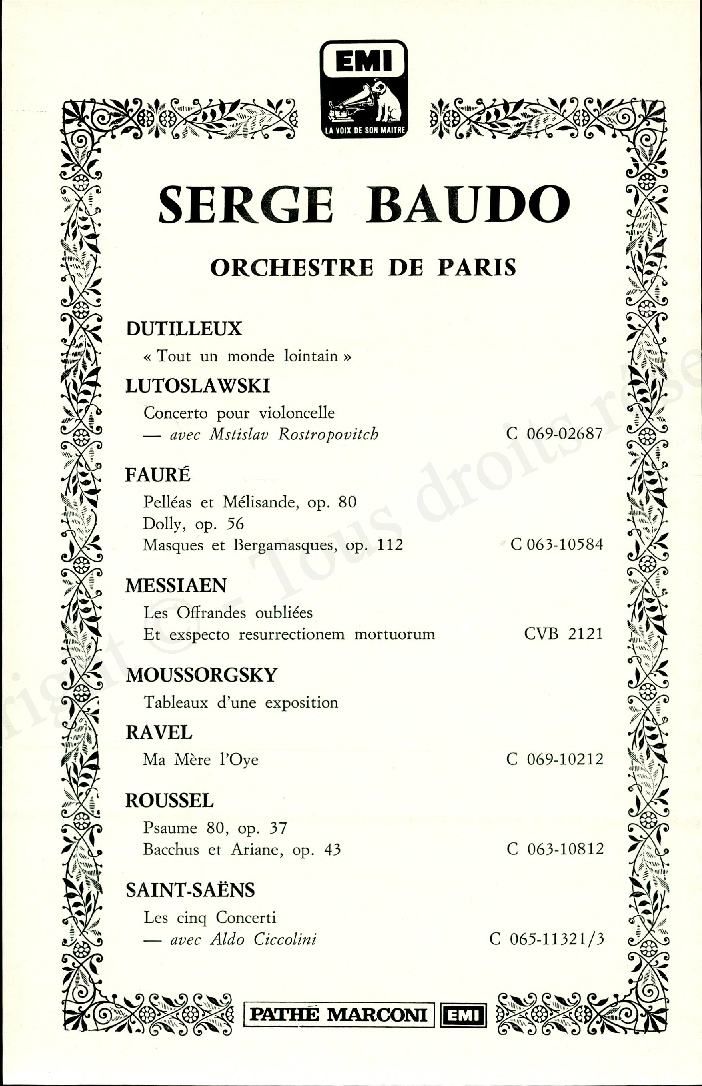 EMI
LA VOIX DE SON MAITRE
SERGE BAUDO
ORCHESTRE DE PARIS
DUTILLEUX
« Tout un monde lointain »
LUTOSLAWSKI
Concerto pour violoncelle
— avec Mstislav Rostropovitch C 069-02687
FAURÉ
Pelléas et Mélisande, op. 80
Dolly, op. 56
Masques et Bergamasques, op. 112 C 063-10584
MESSIAEN
Les Offrandes oubliées
Et exspecto resurrectionem mortuorum CVB 2121
MOUSSORGSKY
Tableaux d'une exposition
RAVEL
Ma Mère l'Oye C 069-10212
ROUSSEL
Psaume 80, op. 37
Bacchus et Ariane, op. 43 C 063-10812
SAINT-SAËNS
Les cinq Concerti
— avec Aldo Ciccolini C 065-11321/3
PATHÉ MARCONI EMI
right © - Tous droits rése